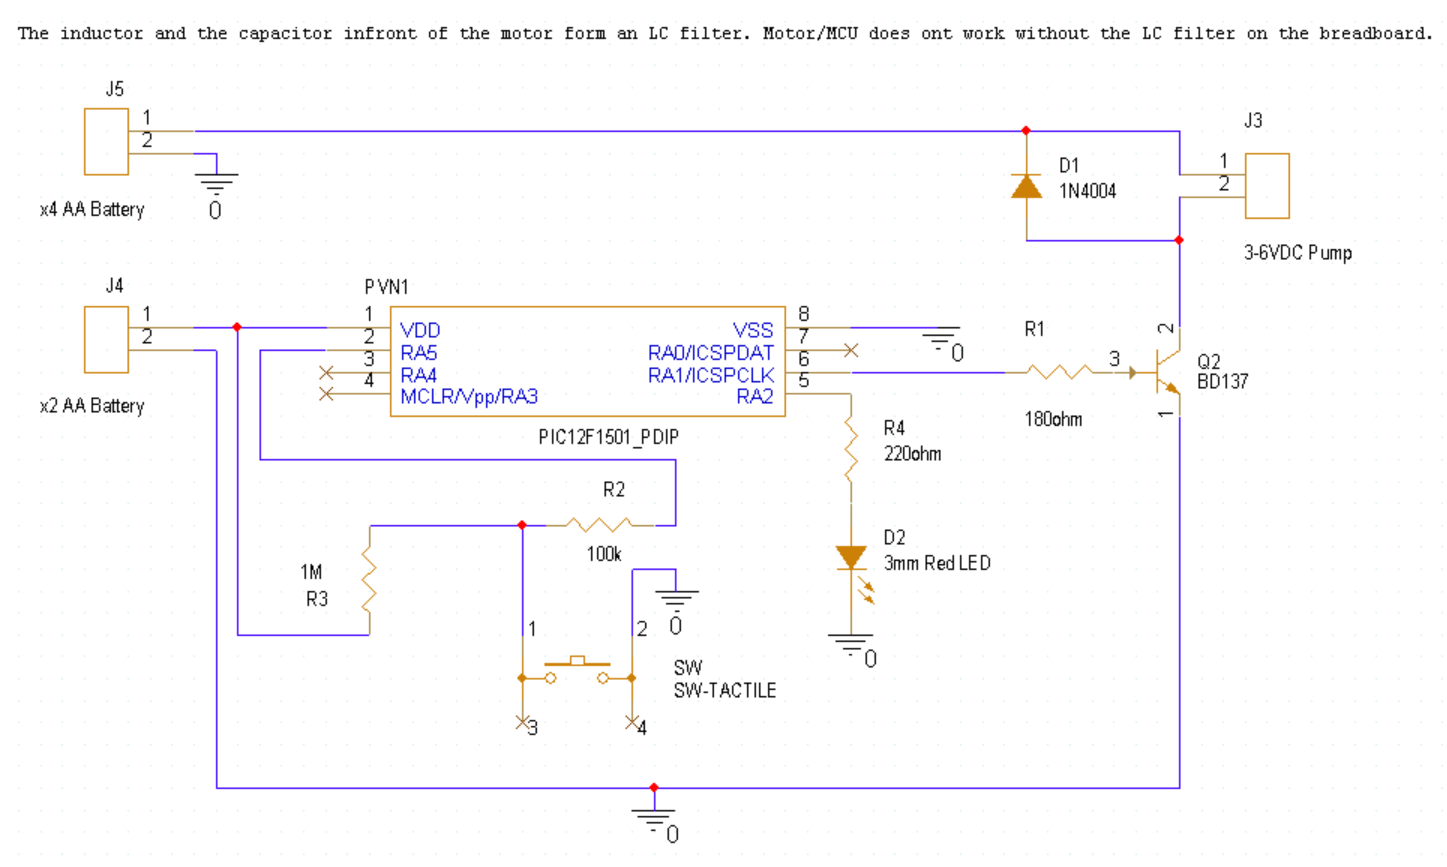 The inductor and the capacitor infront of the motor form an LC filter. Motor/MCU does ont work without the LC filter on the breadboard.
J5
1
2
0
x4 AA Battery
J3
1
2
3-6VDC Pump
D1
1N4004
J4
1
2
x2 AA Battery
PVN1
1
2
3
4
VDD
RA5
RA4
MCLR/Vpp/RA3
VSS
RA0/ICSPDAT
RA1/ICSPCLK
RA2
8
7
6
5
PIC12F1501_PDIP
0
R1
180ohm
3
2
1
Q2
BD137
R4
220ohm
D2
3mm Red LED
0
R2
100k
1M
R3
0
1
2
3
4
SW
SW-TACTILE
0